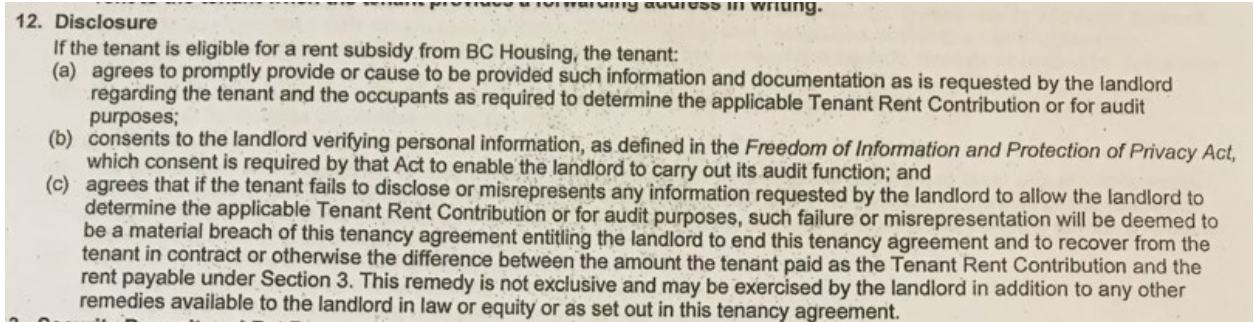 a forwarding address in writing.
12. Disclosure
If the tenant is eligible for a rent subsidy from BC Housing, the tenant:
(a) agrees to promptly provide or cause to be provided such information and documentation as is requested by the landlord
regarding the tenant and the occupants as required to determine the applicable Tenant Rent Contribution or for audit
purposes;
(b) consents to the landlord verifying personal information, as defined in the Freedom of Information and Protection of Privacy Act,
which consent is required by that Act to enable the landlord to carry out its audit function; and
(c) agrees that if the tenant fails to disclose or misrepresents any information requested by the landlord to allow the landlord to
determine the applicable Tenant Rent Contribution or for audit purposes, such failure or misrepresentation will be deemed to
be a material breach of this tenancy agreement entitling the landlord to end this tenancy agreement and to recover from the
tenant in contract or otherwise the difference between the amount the tenant paid as the Tenant Rent Contribution and the
rent payable under Section 3. This remedy is not exclusive and may be exercised by the landlord in addition to any other
remedies available to the landlord in law or equity or as set out in this tenancy agreement.